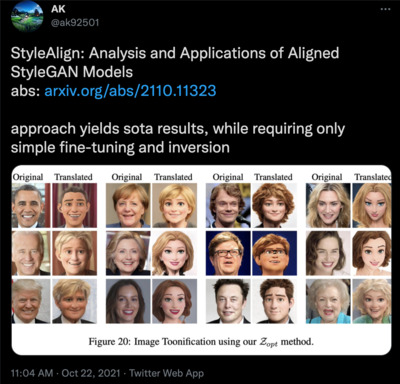 AK
@ak92501
StyleAlign: Analysis and Applications of Aligned
StyleGAN Models
abs: arxiv.org/abs/2110.11323
approach yields sota results, while requiring only
simple fine-tuning and inversion
Original Translated Original Translated Original Translated Original Translated
Figure 20: Image Toonification using our Zopt method.
11:04 AM · Oct 22, 2021 · Twitter Web App